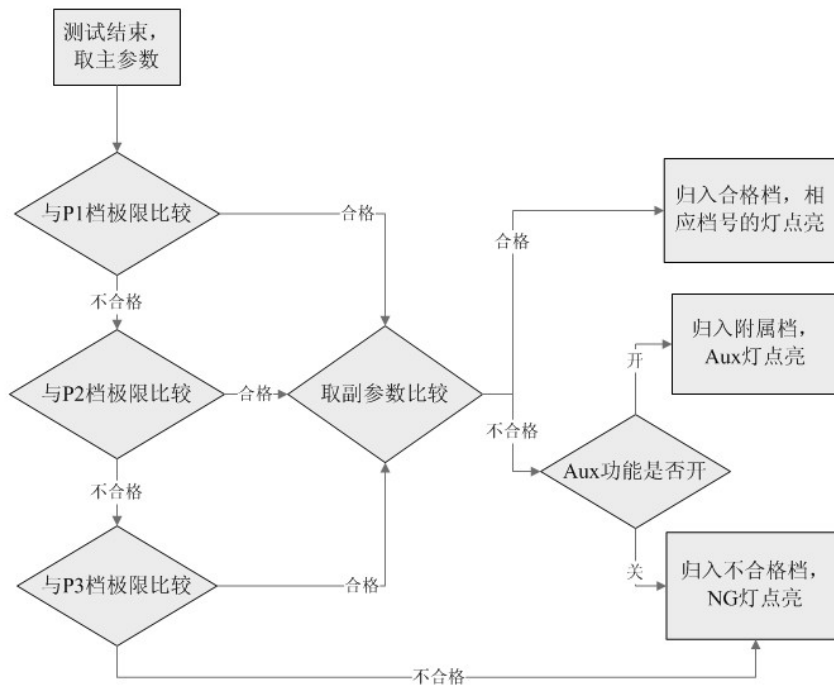 测试结束，
取主参数
与P1档极限比较
合格
归入合格档，相
应档号的灯点亮
合格
不合格
归入附属档，
Aux灯点亮
开
与P2档极限比较
合格
取副参数比较
不合格
Aux功能是否开
不合格
关
与P3档极限比较
合格
归入不合格档，
NG灯点亮
不合格